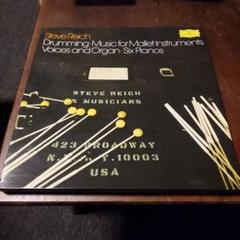 Steve Reich
Drumming · Music for Mallet Instruments
Voices and Organ · Six Pianos
STEVE REICH
MUSICIANS
423 BROADWAY
N.Y. 10003
USA